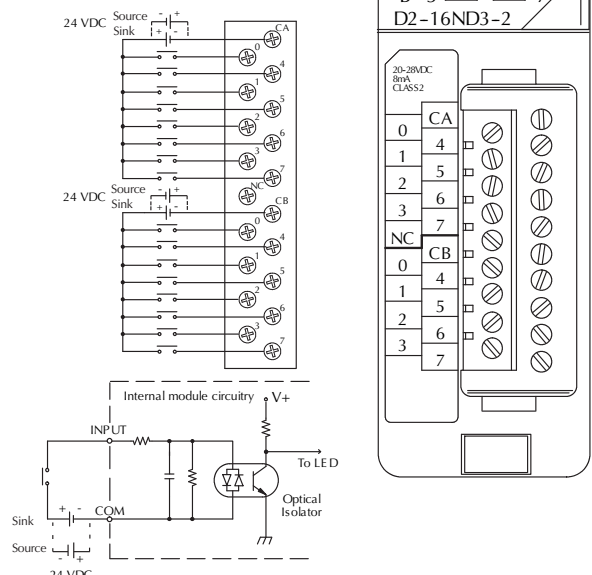 24 VDC
Source - +
Sink + -
CA
0
4
1
5
2
6
3
7
NC
24 VDC
Source - +
Sink + -
CB
0
4
1
5
2
6
3
7
Internal module circuitry
V+
INPUT
To LED
COM
Optical
Isolator
Sink + -
Source - +
24 VDC
D2-16ND3-2
20-28VDC
8mA
CLASS2
CA
0
4
1
5
2
6
3
7
NC
CB
0
4
1
5
2
6
3
7